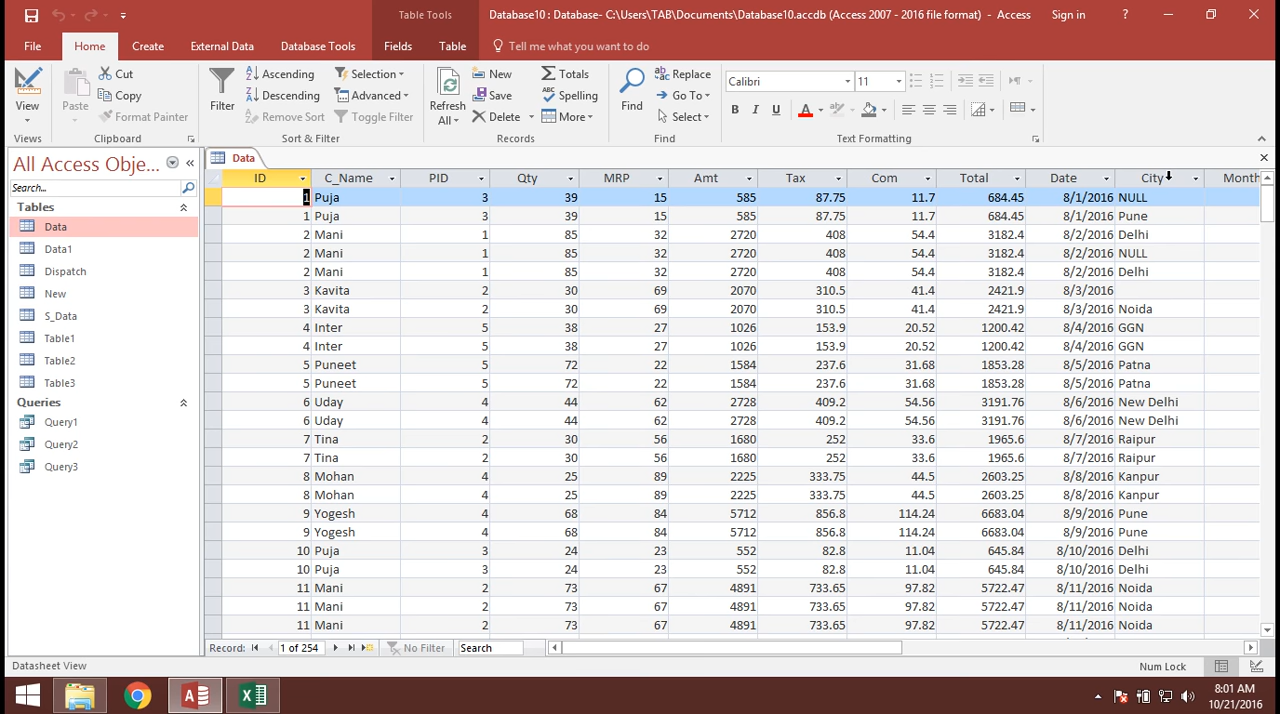 Table Tools
Database10 : Database- C:\Users\TAB\Documents\Database10.accdb (Access 2007 - 2016 file format) - Access
Sign in
?
File Home Create External Data Database Tools Fields Table Tell me what you want to do
View
Views
Paste
Cut
Copy
Format Painter
Clipboard
Filter
Ascending
Descending
Remove Sort
Selection
Advanced
Toggle Filter
Sort & Filter
Refresh
All
New
Save
Delete
Totals
Spelling
More
Records
Find
Replace
Go To
Select
Find
Calibri 11
B I U A
Text Formatting
All Access Obje...
Search...
Tables
Data
Data1
Dispatch
New
S_Data
Table1
Table2
Table3
Queries
Query1
Query2
Query3
Data
ID C_Name PID Qty MRP Amt Tax Com Total Date City Month
1 Puja 3 39 15 585 87.75 11.7 684.45 8/1/2016 NULL
1 Puja 3 39 15 585 87.75 11.7 684.45 8/1/2016 Pune
2 Mani 1 85 32 2720 408 54.4 3182.4 8/2/2016 Delhi
2 Mani 1 85 32 2720 408 54.4 3182.4 8/2/2016 NULL
2 Mani 1 85 32 2720 408 54.4 3182.4 8/2/2016 Delhi
3 Kavita 2 30 69 2070 310.5 41.4 2421.9 8/3/2016
3 Kavita 2 30 69 2070 310.5 41.4 2421.9 8/3/2016 Noida
4 Inter 5 38 27 1026 153.9 20.52 1200.42 8/4/2016 GGN
4 Inter 5 38 27 1026 153.9 20.52 1200.42 8/4/2016 GGN
5 Puneet 5 72 22 1584 237.6 31.68 1853.28 8/5/2016 Patna
5 Puneet 5 72 22 1584 237.6 31.68 1853.28 8/5/2016 Patna
6 Uday 4 44 62 2728 409.2 54.56 3191.76 8/6/2016 New Delhi
6 Uday 4 44 62 2728 409.2 54.56 3191.76 8/6/2016 New Delhi
7 Tina 2 30 56 1680 252 33.6 1965.6 8/7/2016 Raipur
7 Tina 2 30 56 1680 252 33.6 1965.6 8/7/2016 Raipur
8 Mohan 4 25 89 2225 333.75 44.5 2603.25 8/8/2016 Kanpur
8 Mohan 4 25 89 2225 333.75 44.5 2603.25 8/8/2016 Kanpur
9 Yogesh 4 68 84 5712 856.8 114.24 6683.04 8/9/2016 Pune
9 Yogesh 4 68 84 5712 856.8 114.24 6683.04 8/9/2016 Pune
10 Puja 3 24 23 552 82.8 11.04 645.84 8/10/2016 Delhi
10 Puja 3 24 23 552 82.8 11.04 645.84 8/10/2016 Delhi
11 Mani 2 73 67 4891 733.65 97.82 5722.47 8/11/2016 Noida
11 Mani 2 73 67 4891 733.65 97.82 5722.47 8/11/2016 Noida
11 Mani 2 73 67 4891 733.65 97.82 5722.47 8/11/2016 Noida
Record: 1 of 254 No Filter Search
Datasheet View
Num Lock
8:01 AM
10/21/2016